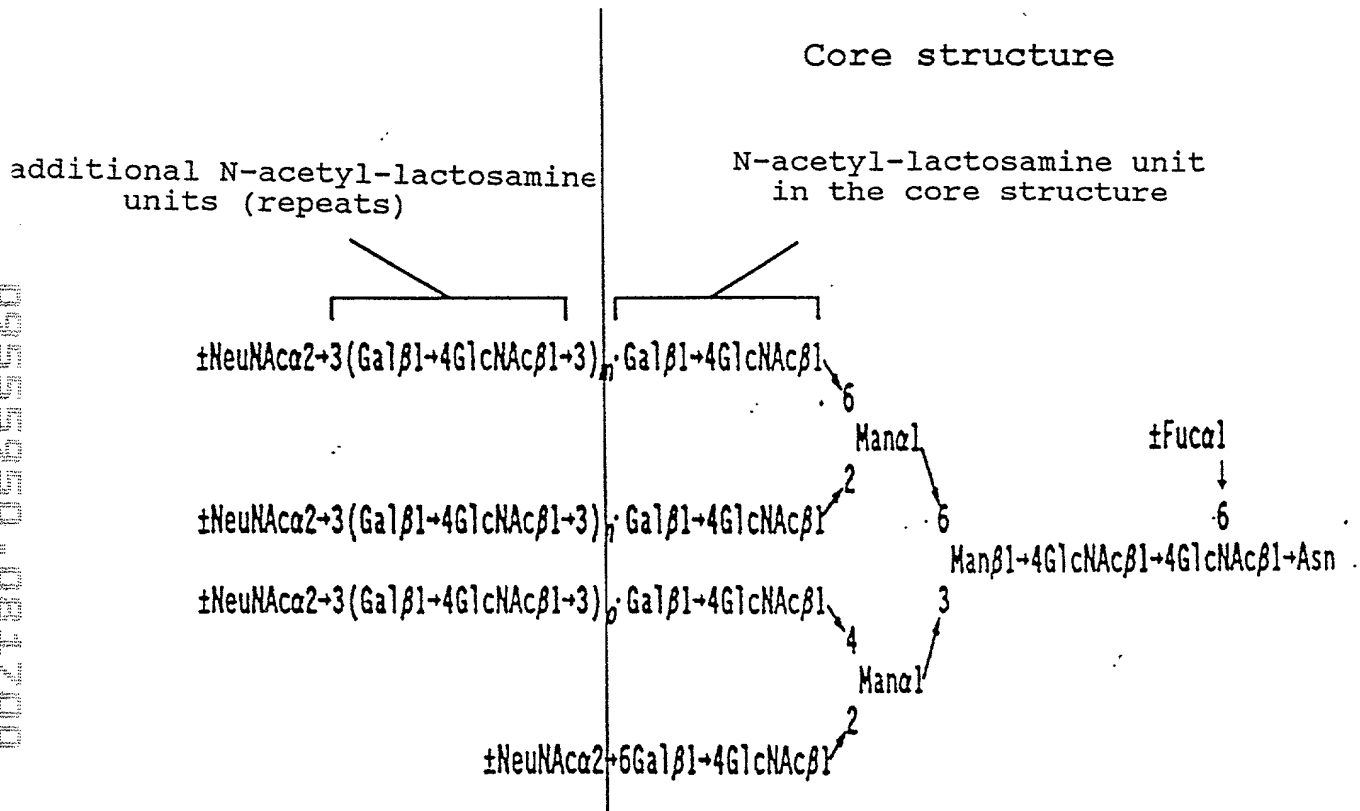 Core structure
additional N-acetyl-lactosamine
units (repeats)
N-acetyl-lactosamine unit
in the core structure
±NeuNAcα2→3(Galβ1→4GlcNAcβ1→3)m·Galβ1→4GlcNAcβ1
6
Manα1
±Fucα1
2
±NeuNAcα2→3(Galβ1→4GlcNAcβ1→3)n·Galβ1→4GlcNAcβ1
6
6
Manβ1→4GlcNAcβ1→4GlcNAcβ1→Asn
±NeuNAcα2→3(Galβ1→4GlcNAcβ1→3)o·Galβ1→4GlcNAcβ1
3
4
Manα1
2
±NeuNAcα2→6Galβ1→4GlcNAcβ1